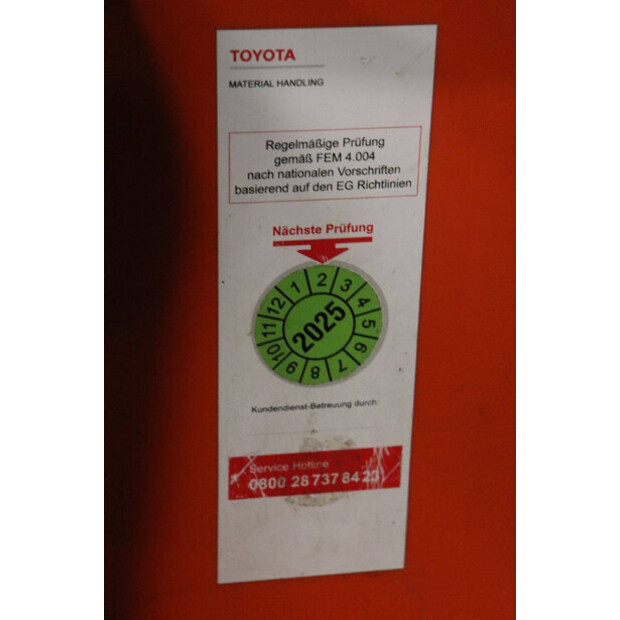 TOYOTA
MATERIAL HANDLING
Regelmäßige Prüfung
gemäß FEM 4.004
nach nationalen Vorschriften
basierend auf den EG Richtlinien
Nächste Prüfung
1 2 3 4 5 6 7 8 9 10 11 12
2025
Kundendienst-Betreuung durch:
Service Hotline
0800 28 737 84 23